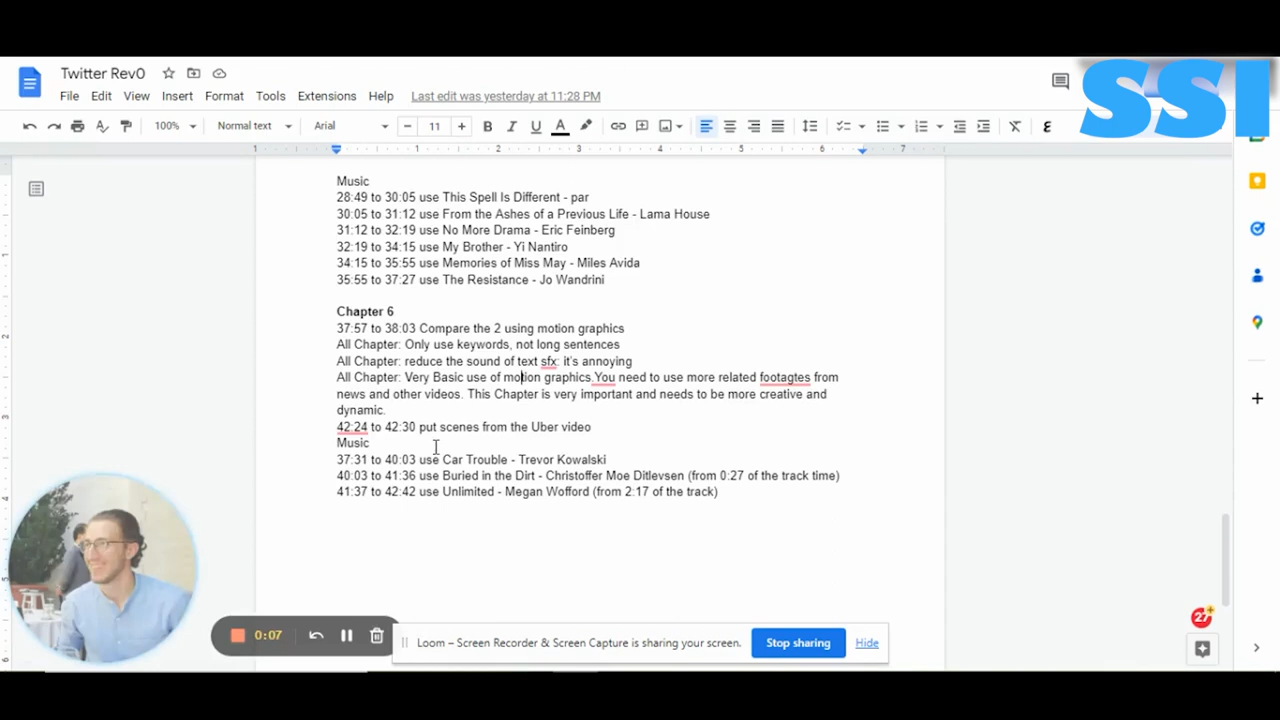 Twitter Rev0
SSI
File Edit View Insert Format Tools Extensions Help Last edit was yesterday at 11:28 PM
100% Normal text Arial 11 B I U A
1 1 2 3 4 5 6 7
Music
28:49 to 30:05 use This Spell Is Different - par
30:05 to 31:12 use From the Ashes of a Previous Life - Lama House
31:12 to 32:19 use No More Drama - Eric Feinberg
32:19 to 34:15 use My Brother - Yi Nantiro
34:15 to 35:55 use Memories of Miss May - Miles Avida
35:55 to 37:27 use The Resistance - Jo Wandrini
Chapter 6
37:57 to 38:03 Compare the 2 using motion graphics
All Chapter: Only use keywords, not long sentences
All Chapter: reduce the sound of text sfx: it's annoying
All Chapter: Very Basic use of motion graphics.You need to use more related footagtes from
news and other videos. This Chapter is very important and needs to be more creative and
dynamic.
42:24 to 42:30 put scenes from the Uber video
Music
37:31 to 40:03 use Car Trouble - Trevor Kowalski
40:03 to 41:36 use Buried in the Dirt - Christoffer Moe Ditlevsen (from 0:27 of the track time)
41:37 to 42:42 use Unlimited - Megan Wofford (from 2:17 of the track)
27
0:07
Loom – Screen Recorder & Screen Capture is sharing your screen. Stop sharing Hide